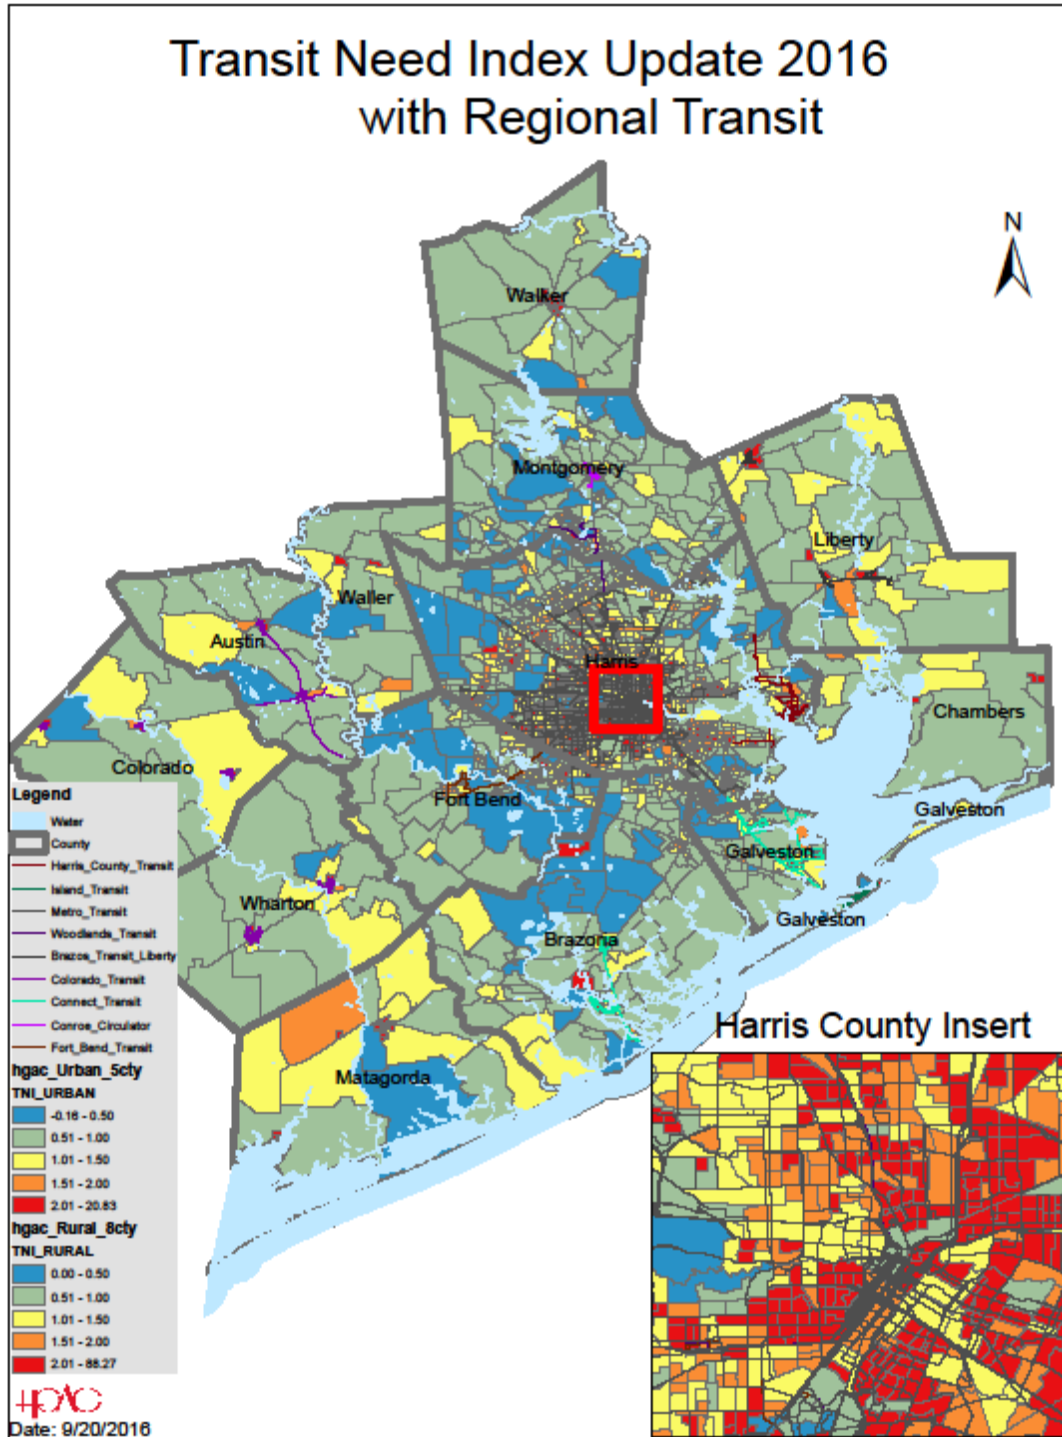 Transit Need Index Update 2016
with Regional Transit
N
Walker
Montgomery
Liberty
Waller
Austin
Harris
Chambers
Colorado
Fort Bend
Galveston
Galveston
Galveston
Wharton
Brazoria
Matagorda
Legend
Water
County
Harris_County_Transit
Island_Transit
Metro_Transit
Woodlands_Transit
Brazos_Transit_Liberty
Colorado_Transit
Connect_Transit
Conroe_Circulator
Fort_Bend_Transit
hgac_Urban_5cty
TNI_URBAN
-0.16 - 0.50
0.51 - 1.00
1.01 - 1.50
1.51 - 2.00
2.01 - 20.83
hgac_Rural_8cty
TNI_RURAL
0.00 - 0.50
0.51 - 1.00
1.01 - 1.50
1.51 - 2.00
2.01 - 88.27
Date: 9/20/2016
Harris County Insert